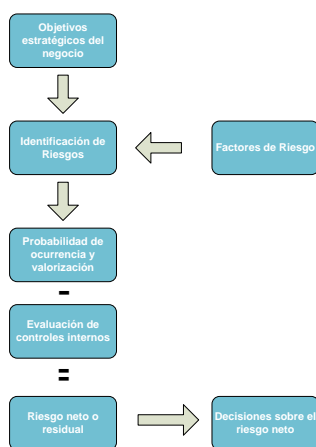 Objetivos
estratégicos del
negocio
Identificación de
Riesgos
Factores de Riesgo
Probabilidad de
ocurrencia y
valorización
-
Evaluación de
controles internos
=
Riesgo neto o
residual
Decisiones sobre el
riesgo neto